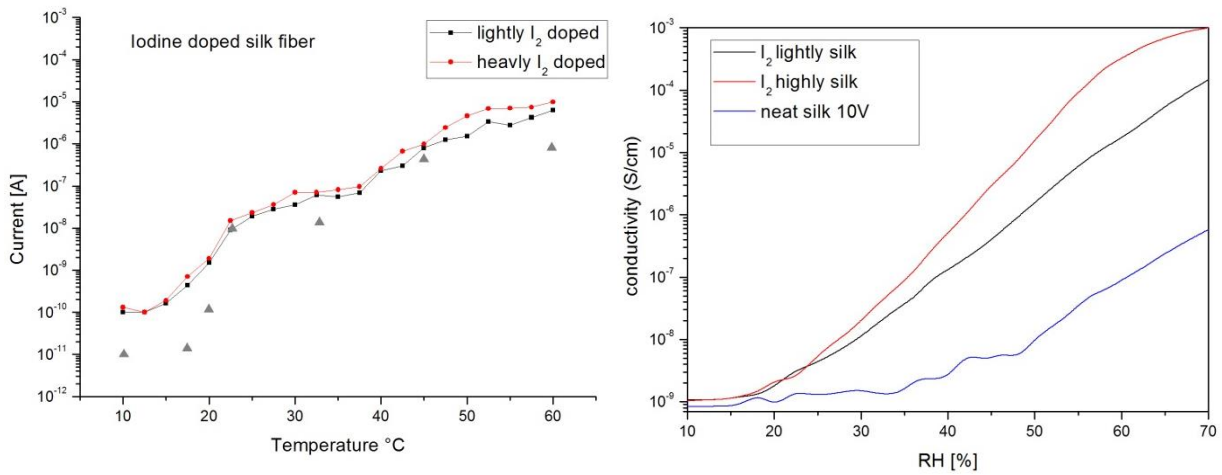 Iodine doped silk fiber
lightly I₂ doped
heavly I₂ doped
Current [A]
10⁻³
10⁻⁴
10⁻⁵
10⁻⁶
10⁻⁷
10⁻⁸
10⁻⁹
10⁻¹⁰
10⁻¹¹
10⁻¹²
10 20 30 40 50 60
Temperature °C
I₂ lightly silk
I₂ highly silk
neat silk 10V
conductivity (S/cm)
10⁻³
10⁻⁴
10⁻⁵
10⁻⁶
10⁻⁷
10⁻⁸
10⁻⁹
10 20 30 40 50 60 70
RH [%]